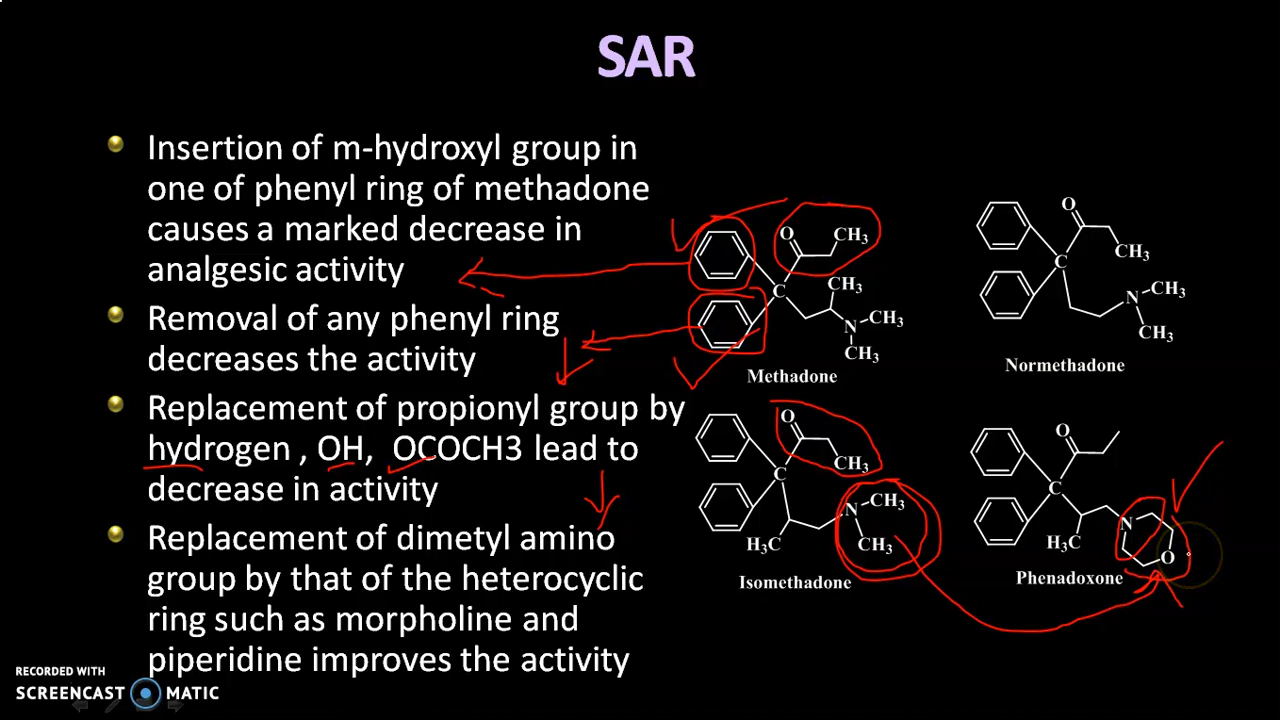 SAR
Insertion of m-hydroxyl group in
one of phenyl ring of methadone
causes a marked decrease in
analgesic activity
Removal of any phenyl ring
decreases the activity
Replacement of propionyl group by
hydrogen , OH, OCOCH3 lead to
decrease in activity
Replacement of dimetyl amino
group by that of the heterocyclic
ring such as morpholine and
piperidine improves the activity
O
CH3
C
CH3
N
CH3
CH3
Methadone
O
CH3
C
N
CH3
CH3
Normethadone
O
CH3
C
N
CH3
H3C
CH3
Isomethadone
O
C
N
H3C
O
Phenadoxone
RECORDED WITH
SCREENCAST MATIC